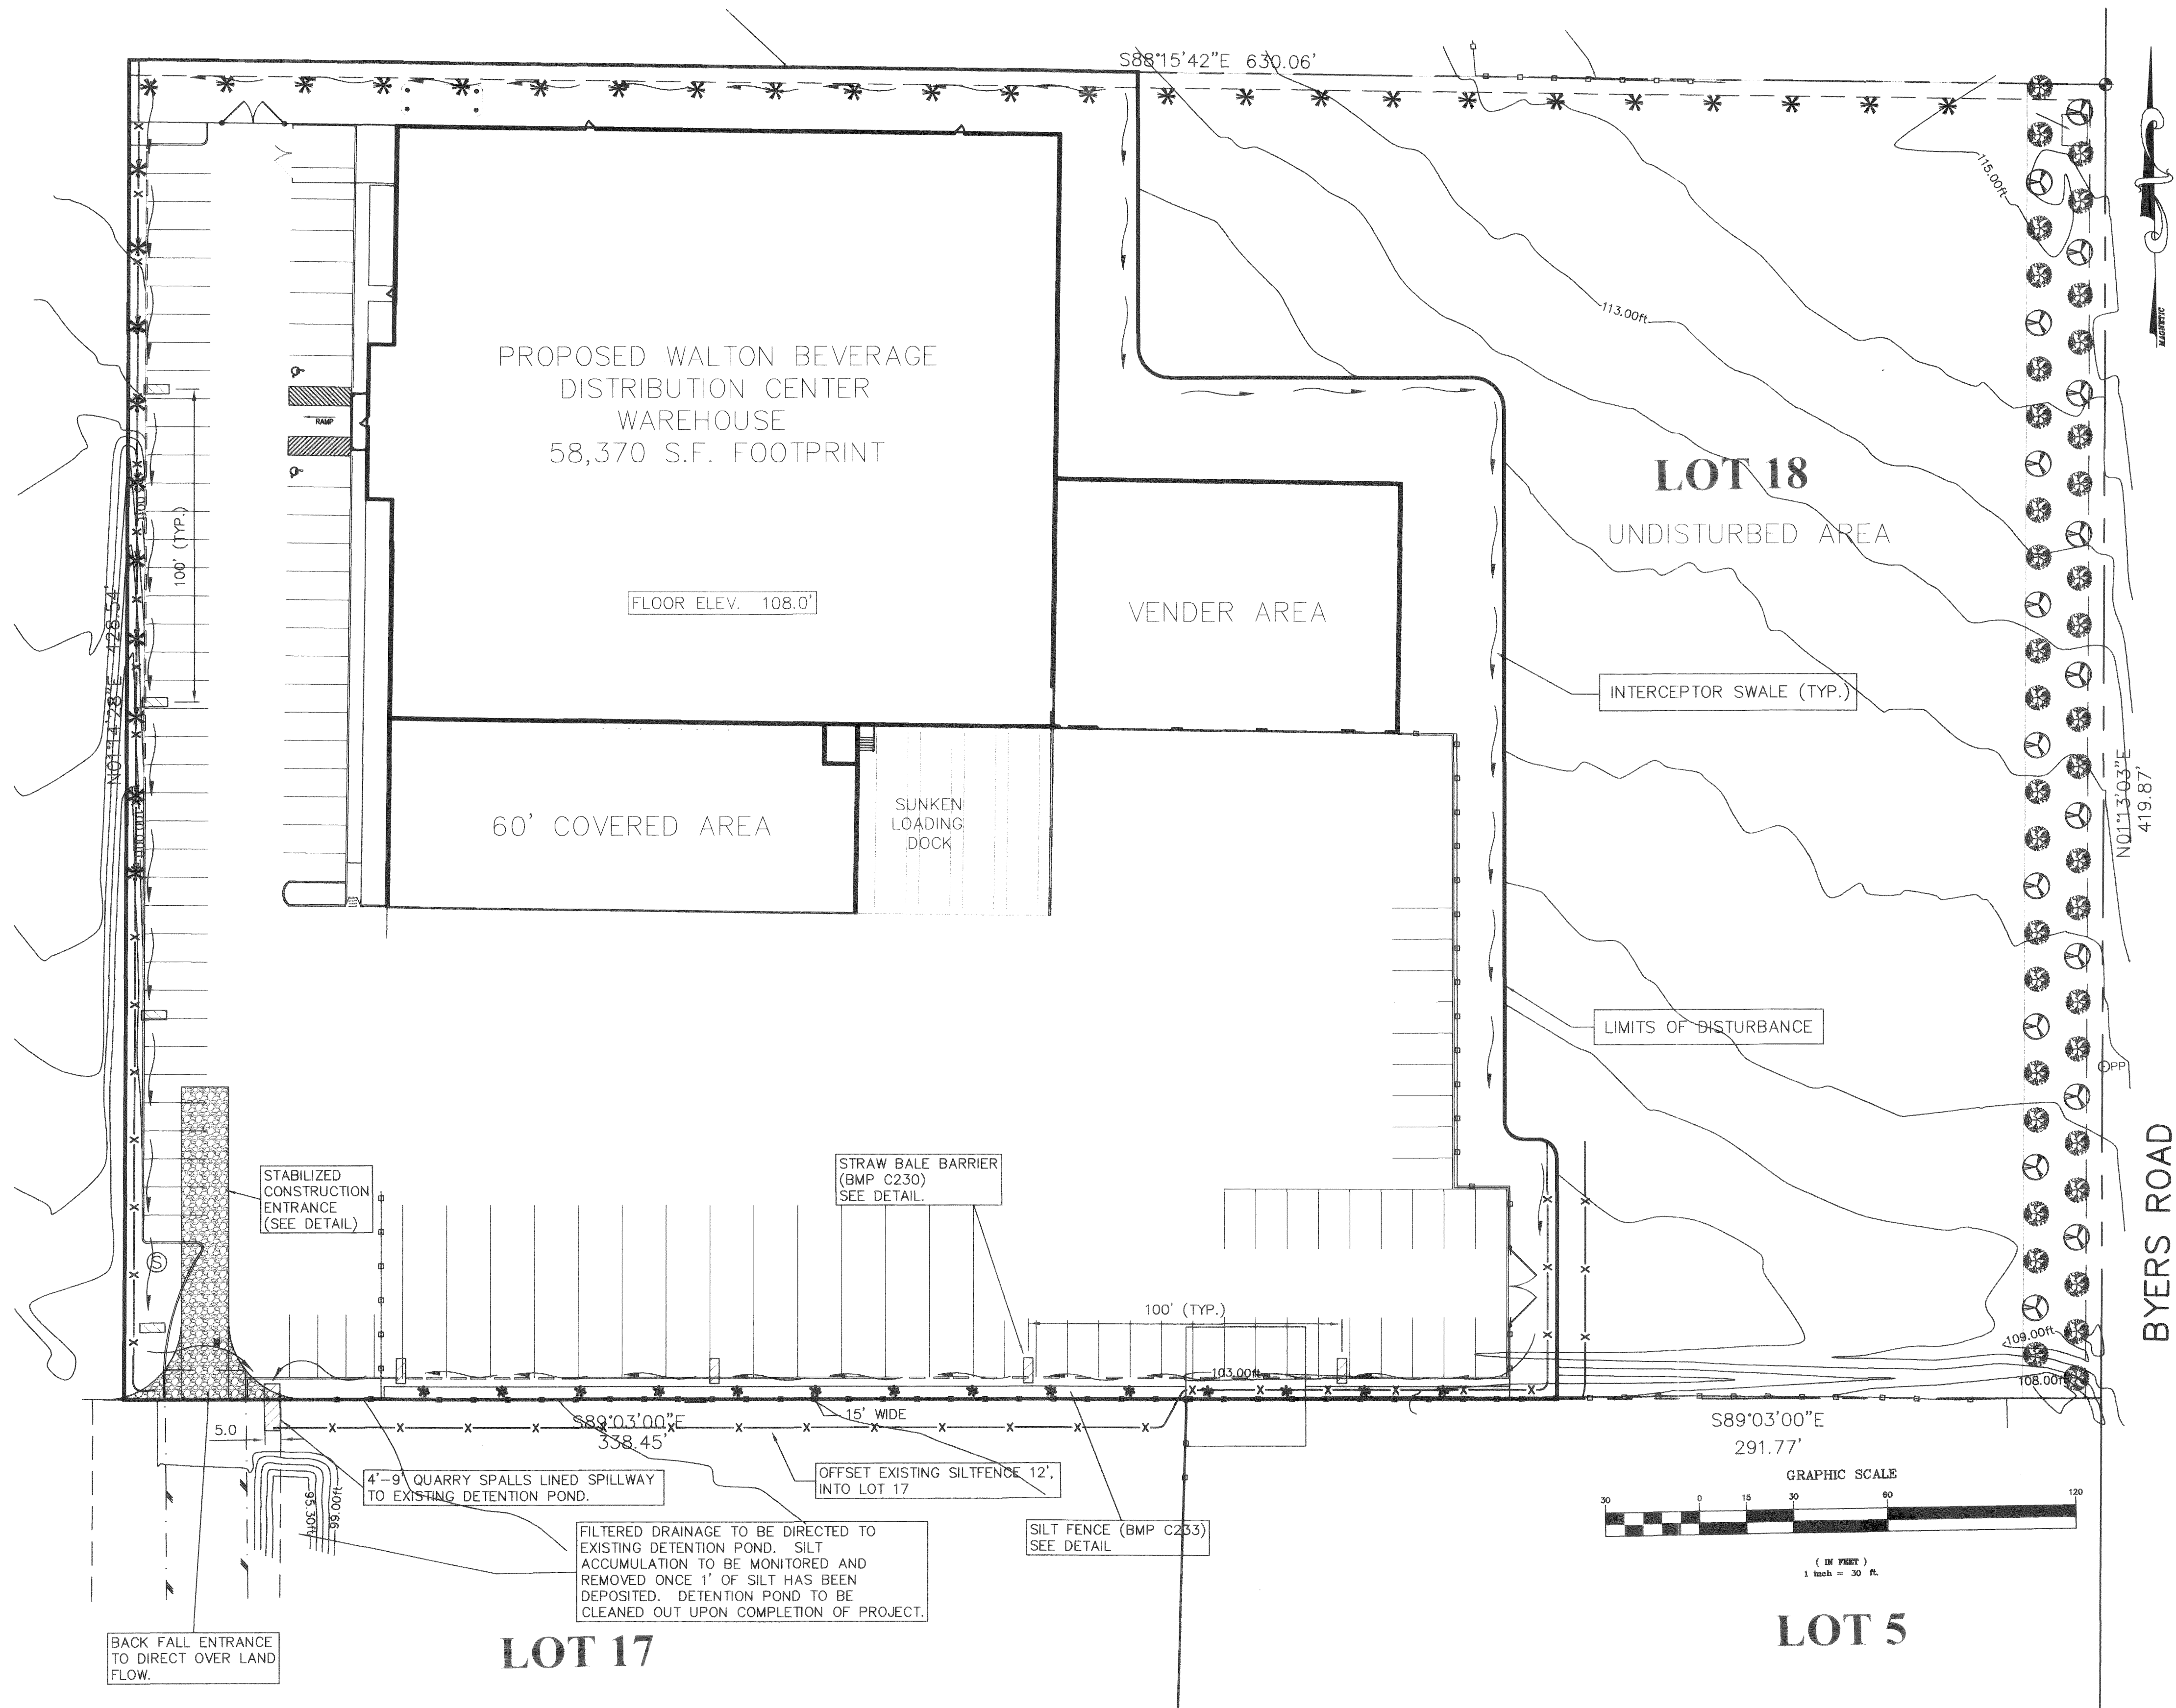 S88°15'42"E 630.06'
115.00ft
MAGNETIC
113.00ft
PROPOSED WALTON BEVERAGE
DISTRIBUTION CENTER
WAREHOUSE
58,370 S.F. FOOTPRINT
RAMP
LOT 18
UNDISTURBED AREA
100' (TYP.)
N01°14'28"E 428.54'
FLOOR ELEV. 108.0'
VENDER AREA
INTERCEPTOR SWALE (TYP.)
60' COVERED AREA
SUNKEN
LOADING
DOCK
N01°13'03"E
419.87'
LIMITS OF DISTURBANCE
PP
BYERS ROAD
STABILIZED
CONSTRUCTION
ENTRANCE
(SEE DETAIL)
STRAW BALE BARRIER
(BMP C230)
SEE DETAIL.
S
100' (TYP.)
109.00ft
103.00ft
108.00ft
5.0
S89°03'00"E
338.45'
15' WIDE
S89°03'00"E
291.77'
4'-9' QUARRY SPALLS LINED SPILLWAY
TO EXISTING DETENTION POND.
OFFSET EXISTING SILTFENCE 12',
INTO LOT 17
95.30ft
99.00ft
FILTERED DRAINAGE TO BE DIRECTED TO
EXISTING DETENTION POND. SILT
ACCUMULATION TO BE MONITORED AND
REMOVED ONCE 1' OF SILT HAS BEEN
DEPOSITED. DETENTION POND TO BE
CLEANED OUT UPON COMPLETION OF PROJECT.
SILT FENCE (BMP C233)
SEE DETAIL
GRAPHIC SCALE
30 0 15 30 60 120
( IN FEET )
1 inch = 30 ft.
BACK FALL ENTRANCE
TO DIRECT OVER LAND
FLOW.
LOT 17
LOT 5